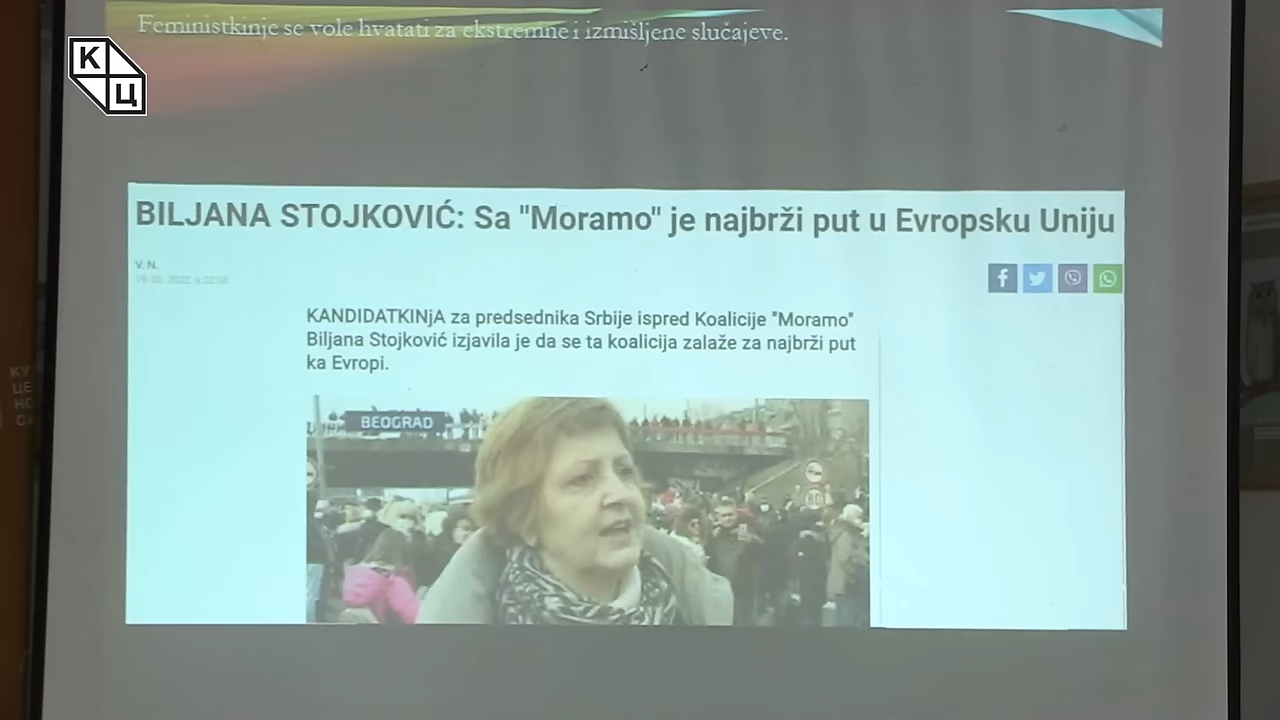 Feministkinje se vole hvatati za ekstremne i izmišljene slučajeve.
К
Ц
BILJANA STOJKOVIĆ: Sa "Moramo" je najbrži put u Evropsku Uniju
V. N.
KANDIDATKINjA za predsednika Srbije ispred Koalicije "Moramo"
Biljana Stojković izjavila je da se ta koalicija zalaže za najbrži put
ka Evropi.
BEOGRAD